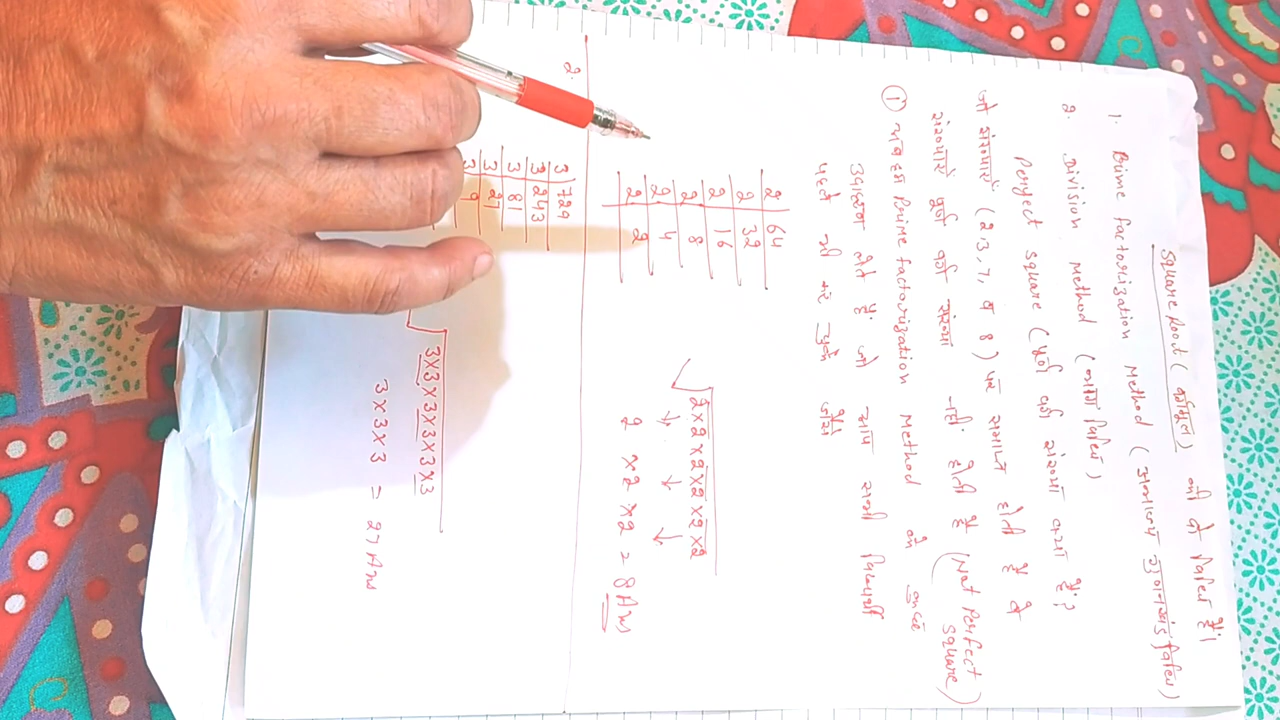 Square Root ( वर्गमूल ) की दो विधियाँ हैं।
1. Prime factorization Method ( अभाज्य गुणनखंड विधि )
2. Division Method ( भाग विधि )
Perfect square ( पूर्ण वर्ग संख्या क्या है?
जो संख्याएँ ( 2, 3, 7, व 8 ) पर समाप्त होती हैं वे
संख्याएँ पूर्ण वर्ग संख्या नहीं होती हैं (Not Perfect
square)
① अब हम Prime factorization Method के
उदाहरण लेते हैं जो आप सभी विद्यार्थी
पहले भी कर चुके
2 | 64
2 | 32
2 | 16
2 | 8
2 | 4
2 | 2
√2×2×2×2×2×2
↓ ↓ ↓
2 × 2 × 2 = 8 Ans
2.
3 | 729
3 | 243
3 | 81
3 | 27
3 | 9
√3×3×3×3×3×3
3 × 3 × 3 = 27 Ans